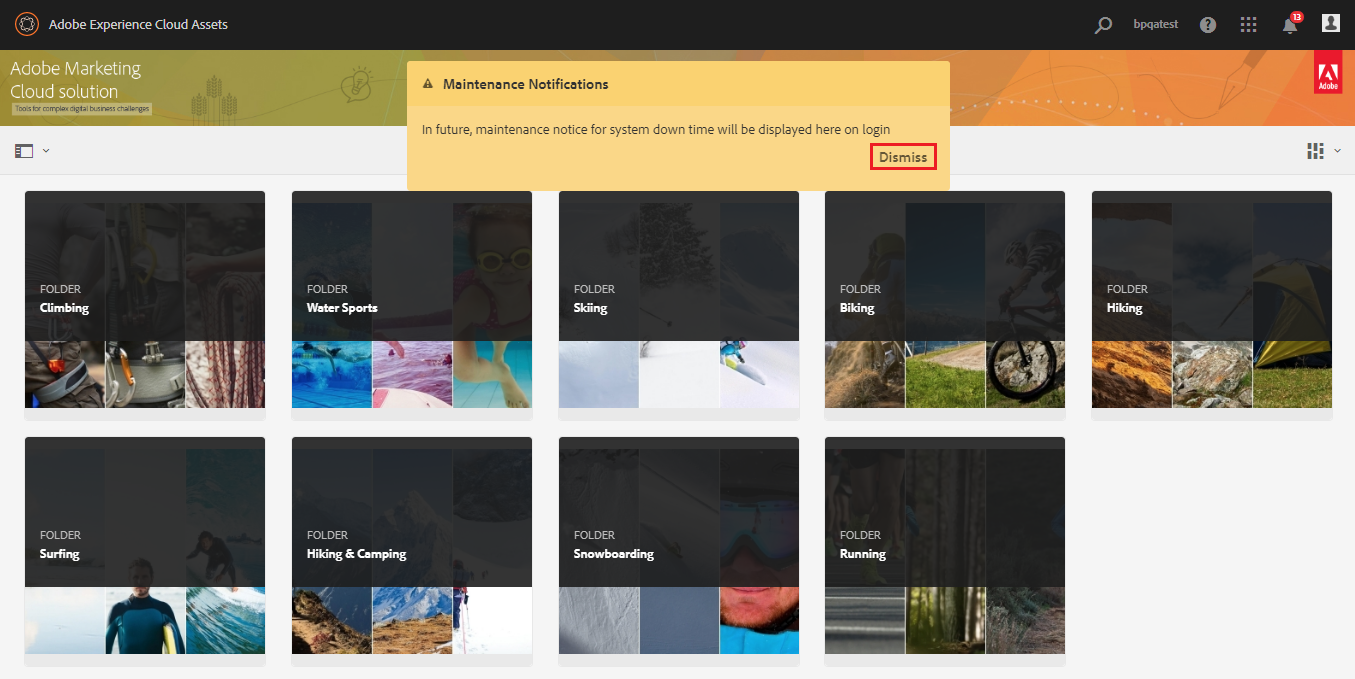 Adobe Experience Cloud Assets
bpqatest
?
13
Adobe Marketing
Cloud solution
Tools for complex digital business challenges
Adobe
Maintenance Notifications
In future, maintenance notice for system down time will be displayed here on login
Dismiss
FOLDER
Climbing
FOLDER
Water Sports
FOLDER
Skiing
FOLDER
Biking
FOLDER
Hiking
FOLDER
Surfing
FOLDER
Hiking & Camping
FOLDER
Snowboarding
FOLDER
Running